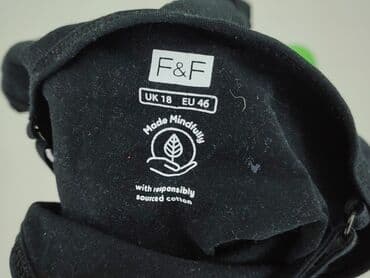 F&F
UK 18 EU 46
Made Mindfully
with responsibly
sourced cotton